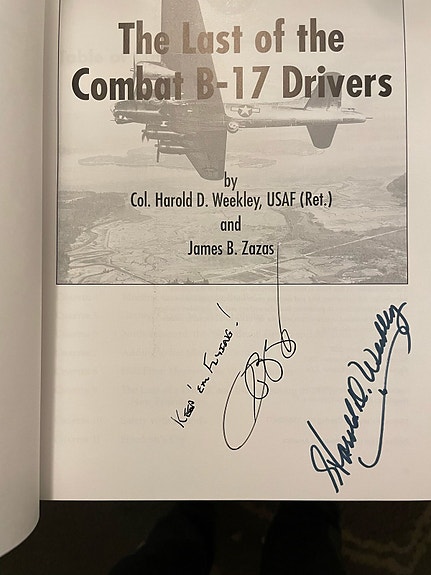 The Last of the
Combat B-17 Drivers
by
Col. Harold D. Weekley, USAF (Ret.)
and
James B. Zazas
Keep 'em Flying!
Harold D. Weekley